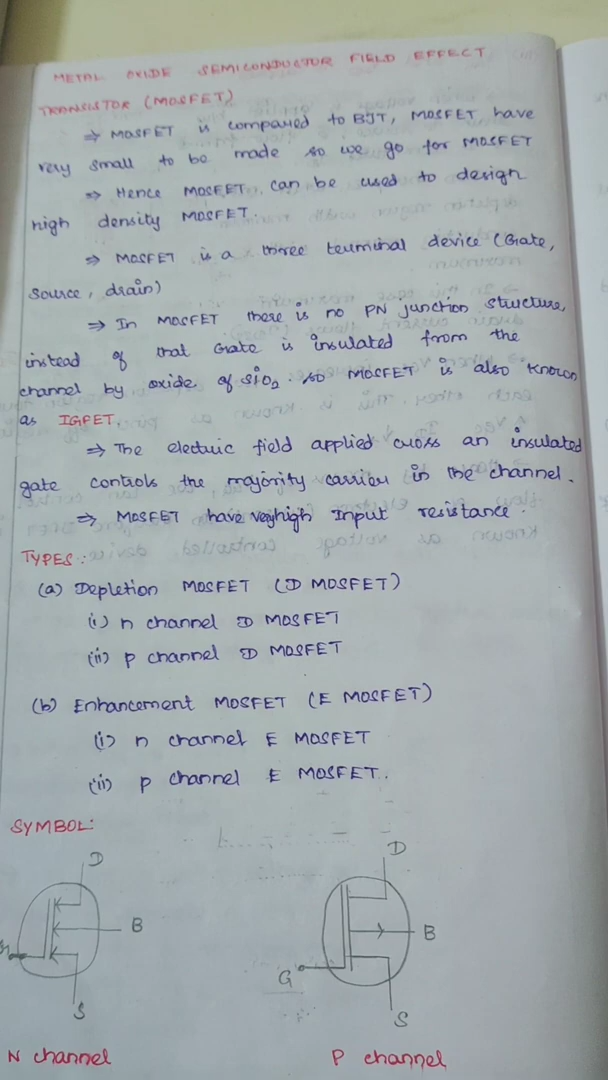 METAL OXIDE SEMICONDUCTOR FIELD EFFECT
TRANSISTOR (MOSFET)
⇒ MOSFET is compared to BJT, MOSFET have
very small to be made so we go for MOSFET
⇒ Hence MOSFET can be used to design
high density MOSFET.
⇒ MOSFET is a three terminal device (Gate,
Source, drain)
⇒ In MOSFET there is no PN junction structure,
instead of that Gate is insulated from the
channel by oxide of SiO2. so MOSFET is also known
as IGFET.
⇒ The electric field applied cross an insulated
gate controls the majority carrier in the channel.
⇒ MOSFET have very high Input resistance.
TYPES:
(a) Depletion MOSFET (D MOSFET)
(i) n channel D MOSFET
(ii) p channel D MOSFET
(b) Enhancement MOSFET (E MOSFET)
(i) n channel E MOSFET
(ii) p channel E MOSFET.
SYMBOL:
D D
B B
G
S S
N channel P channel